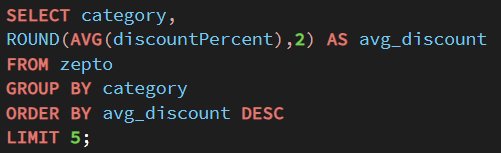 SELECT category,
ROUND(AVG(discountPercent),2) AS avg_discount
FROM zepto
GROUP BY category
ORDER BY avg_discount DESC
LIMIT 5;